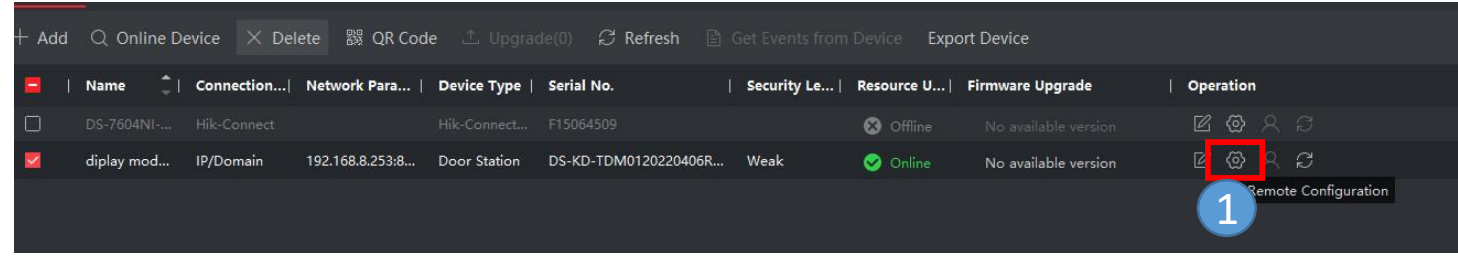 + Add Online Device Delete QR Code Upgrade(0) Refresh Get Events from Device Export Device
Name | Connection... | Network Para... | Device Type | Serial No. | Security Le... | Resource U... | Firmware Upgrade | Operation
DS-7604NI-... Hik-Connect Hik-Connect... F15064509 Offline No available version
diplay mod... IP/Domain 192.168.8.253:8... Door Station DS-KD-TDM0120220406R... Weak Online No available version
Remote Configuration
1